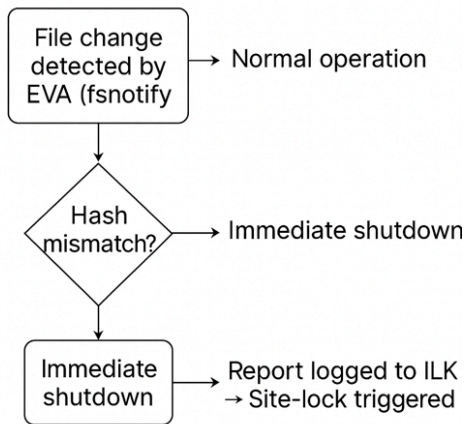 File change
detected by
EVA (fsnotify
Normal operation
Hash
mismatch?
Immediate shutdown
Immediate
shutdown
Report logged to ILK
→ Site-lock triggered